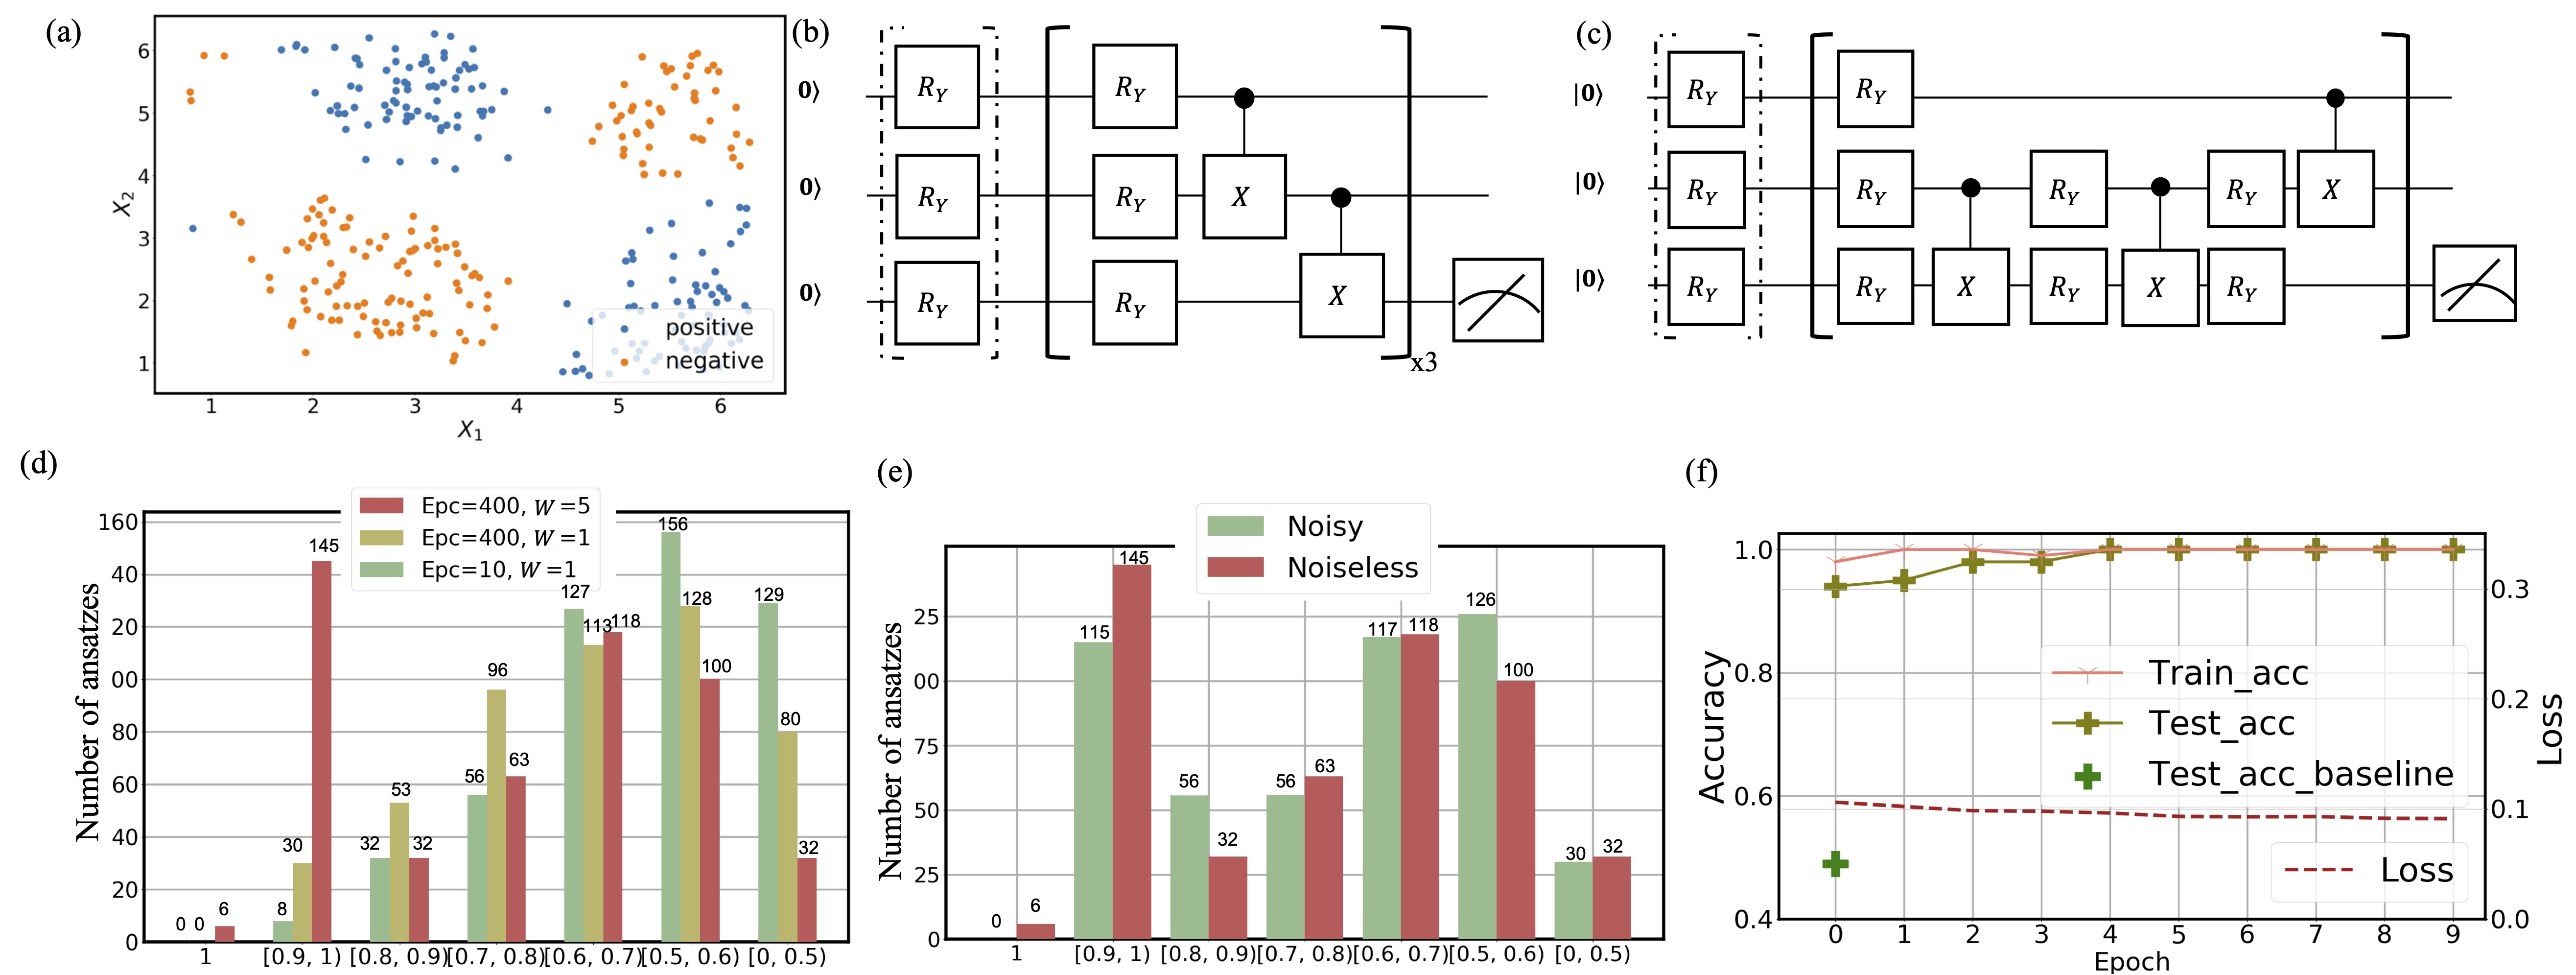 (a)
6
5
4
3
2
1
X₂
1 2 3 4 5 6
X₁
positive
negative
(b)
0⟩ R_Y R_Y
0⟩ R_Y R_Y X
0⟩ R_Y R_Y X
x3
(c)
|0⟩ R_Y R_Y
|0⟩ R_Y R_Y R_Y R_Y X
|0⟩ R_Y R_Y X R_Y X R_Y
(d)
Epc=400, W=5
Epc=400, W=1
Epc=10, W=1
Number of ansatzes
160
40
20
00
80
60
40
20
0
0 0 6
8 30 145
32 53 32
56 96 63
127 113 118
156 128 100
129 80 32
1 [0.9, 1) [0.8, 0.9) [0.7, 0.8) [0.6, 0.7) [0.5, 0.6) [0, 0.5)
(e)
Noisy
Noiseless
Number of ansatzes
25
00
75
50
25
0
0 6
115 145
56 32
56 63
117 118
126 100
30 32
1 [0.9, 1) [0.8, 0.9) [0.7, 0.8) [0.6, 0.7) [0.5, 0.6) [0, 0.5)
(f)
Accuracy
1.0
0.8
0.6
0.4
Train_acc
Test_acc
Test_acc_baseline
Loss
0.3
0.2
0.1
0.0
Loss
0 1 2 3 4 5 6 7 8 9
Epoch